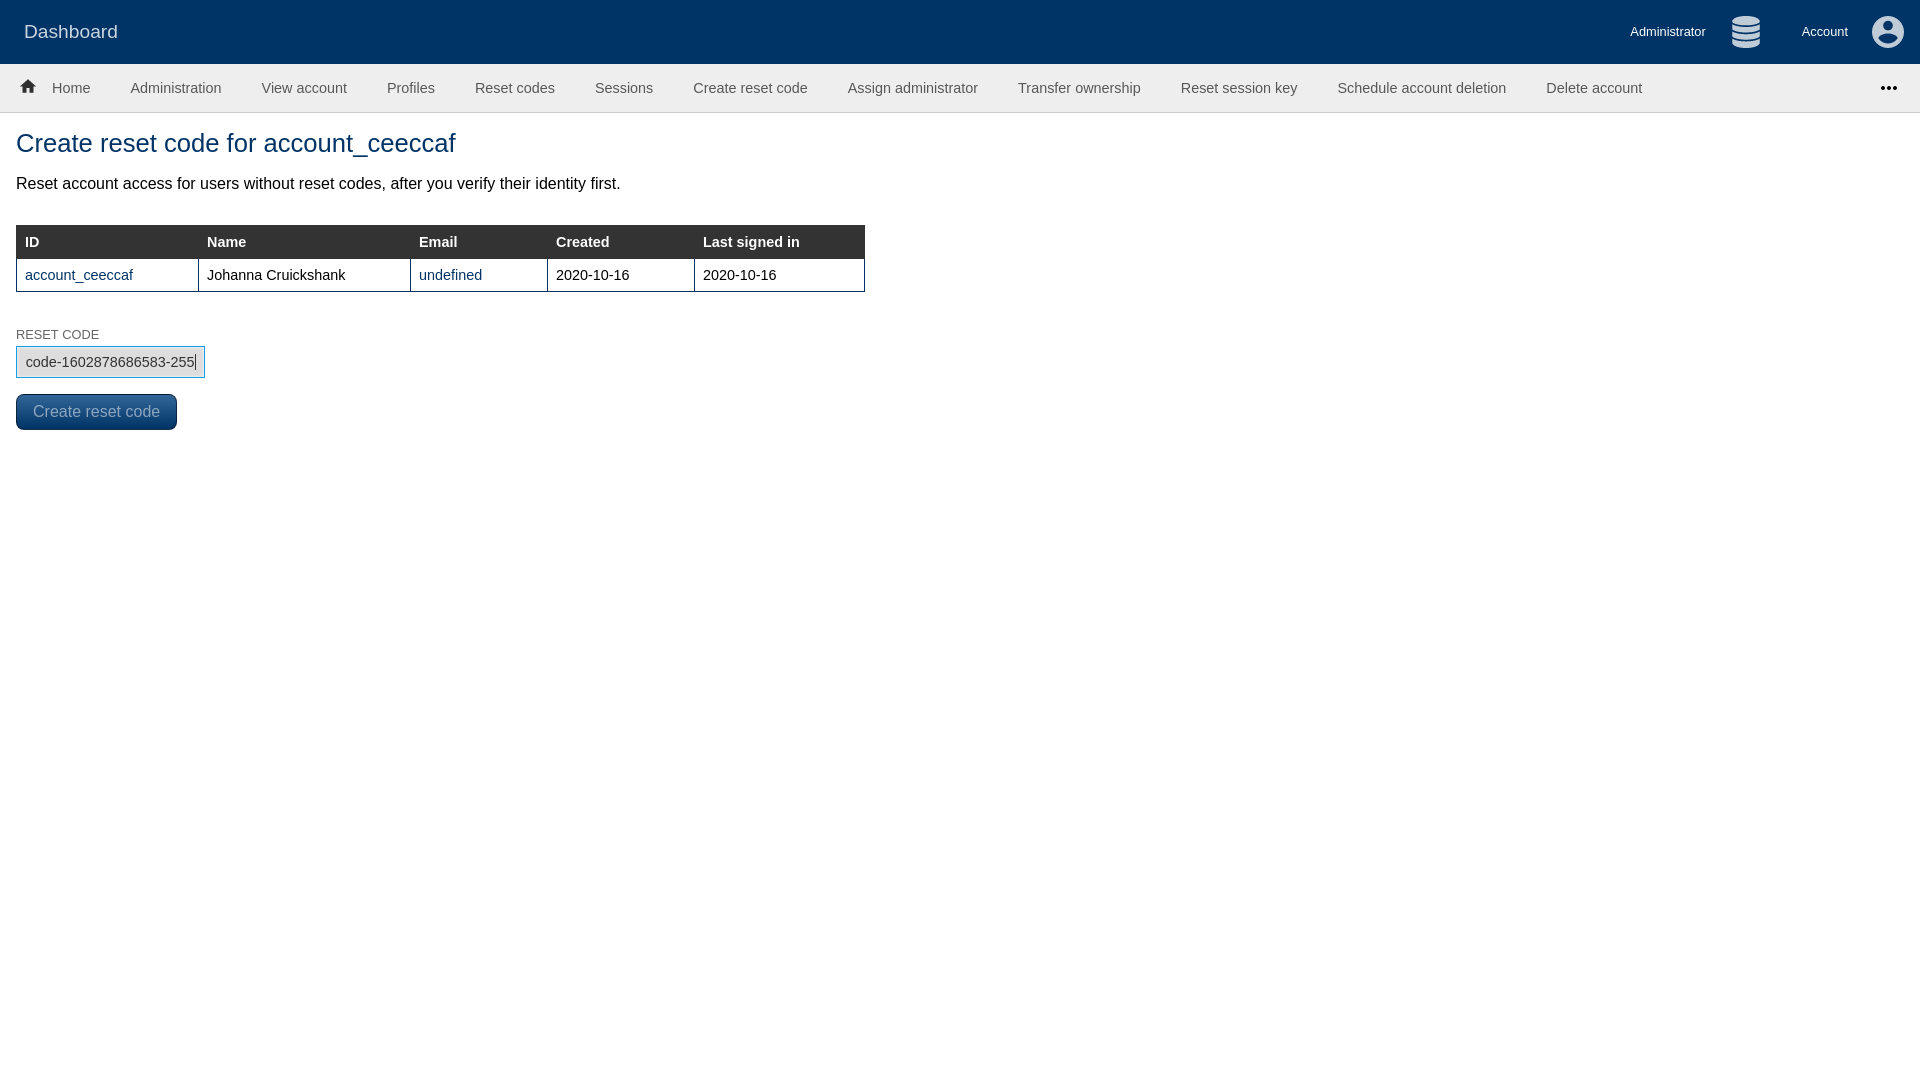 Dashboard
Administrator
Account
Home Administration View account Profiles Reset codes Sessions Create reset code Assign administrator Transfer ownership Reset session key Schedule account deletion Delete account
Create reset code for account_ceeccaf
Reset account access for users without reset codes, after you verify their identity first.
ID Name Email Created Last signed in
account_ceeccaf Johanna Cruickshank undefined 2020-10-16 2020-10-16
RESET CODE
code-1602878686583-255
Create reset code